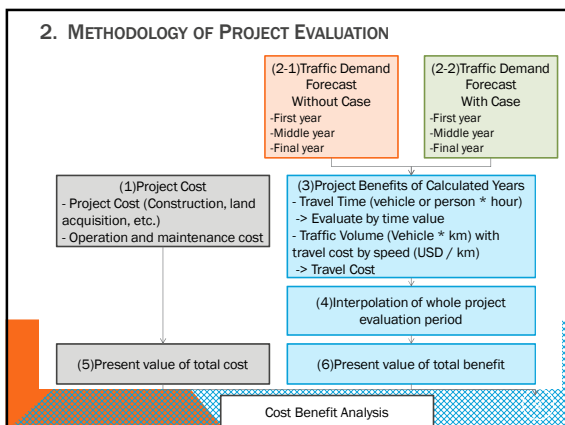 2. METHODOLOGY OF PROJECT EVALUATION
(2-1)Traffic Demand
Forecast
Without Case
-First year
-Middle year
-Final year
(2-2)Traffic Demand
Forecast
With Case
-First year
-Middle year
-Final year
(1)Project Cost
- Project Cost (Construction, land
acquisition, etc.)
- Operation and maintenance cost
(3)Project Benefits of Calculated Years
- Travel Time (vehicle or person * hour)
-> Evaluate by time value
- Traffic Volume (Vehicle * km) with
travel cost by speed (USD / km)
-> Travel Cost
(4)Interpolation of whole project
evaluation period
(5)Present value of total cost
(6)Present value of total benefit
Cost Benefit Analysis